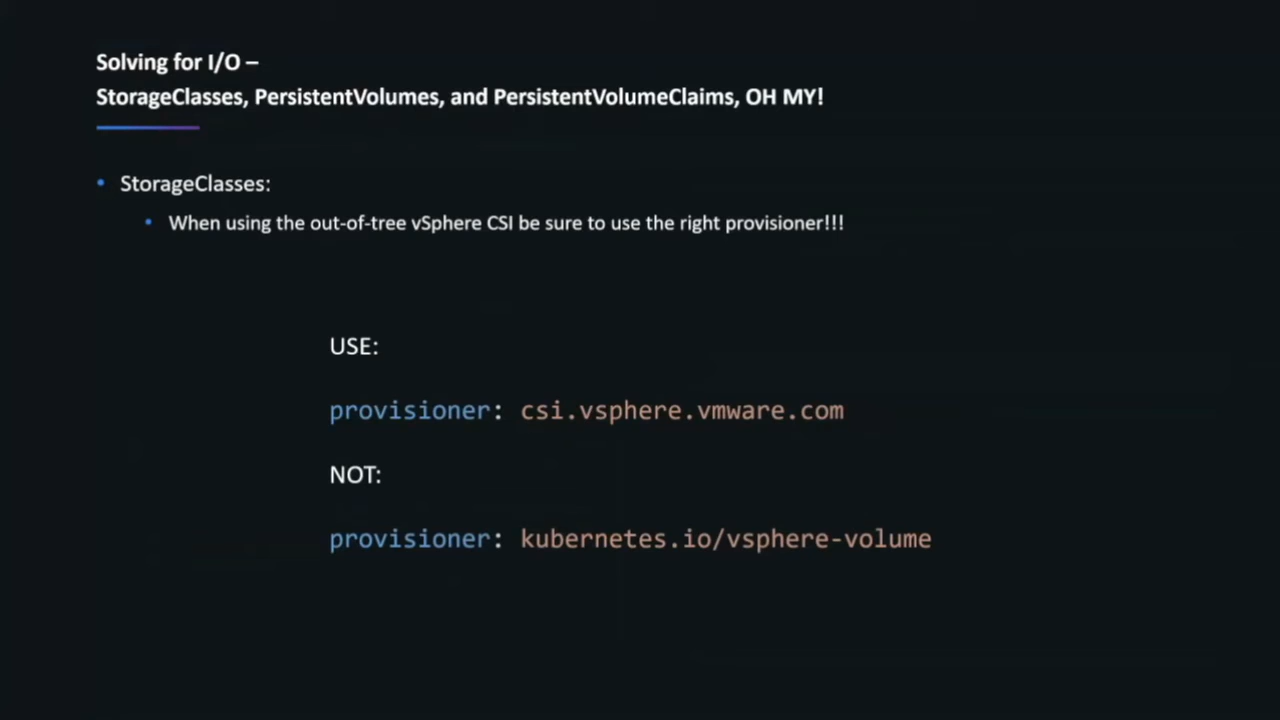 Solving for I/O –
StorageClasses, PersistentVolumes, and PersistentVolumeClaims, OH MY!
• StorageClasses:
• When using the out-of-tree vSphere CSI be sure to use the right provisioner!!!
USE:
provisioner: csi.vsphere.vmware.com
NOT:
provisioner: kubernetes.io/vsphere-volume